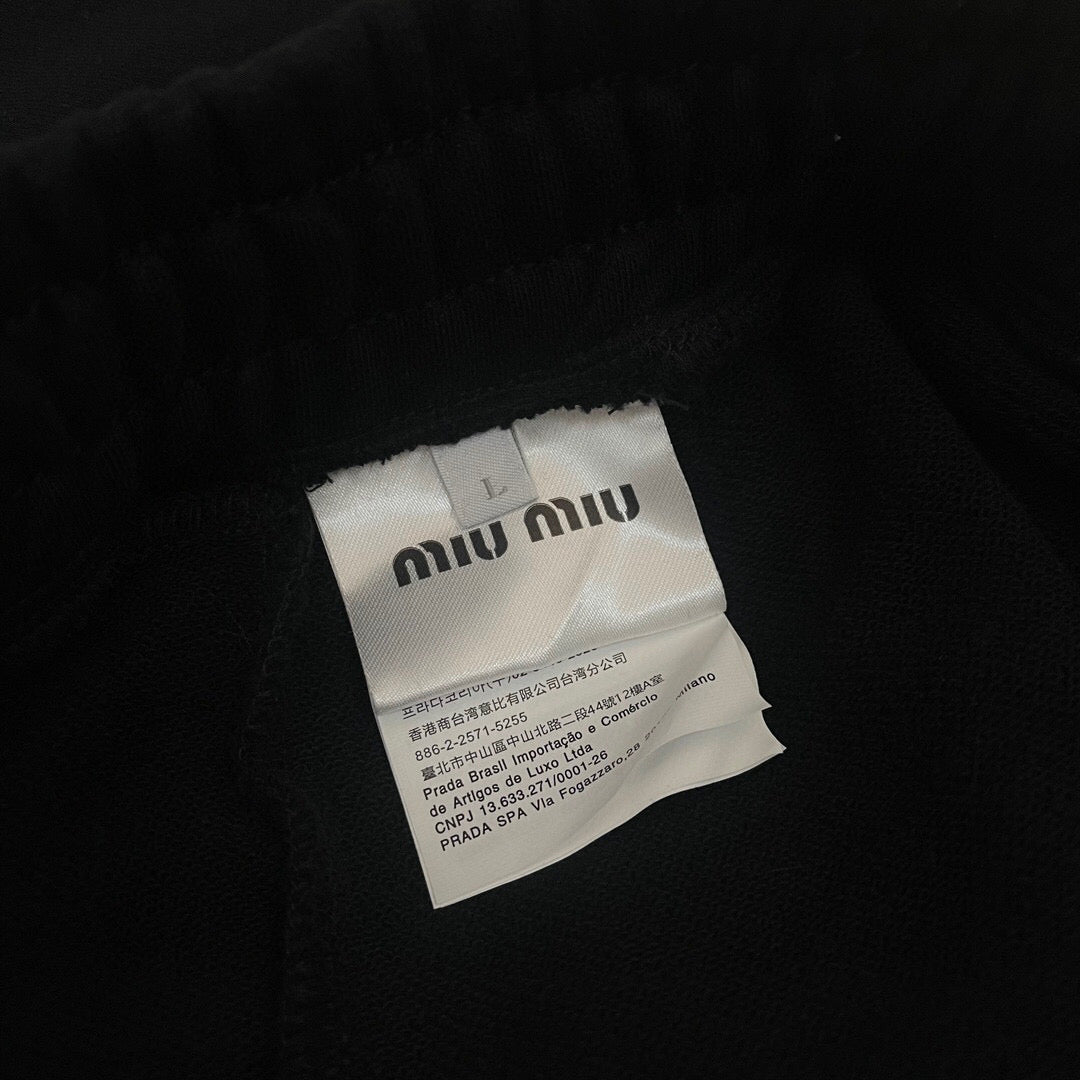 L
MIU MIU
프라다코리아(주)02
香港商台湾意比有限公司台湾分公司
886-2-2571-5255
臺北市中山區中山北路二段44號12樓A室
Prada Brasil Importação e Comércio
de Artigos de Luxo Ltda
CNPJ 13.633.271/0001-26
PRADA SPA Via Fogazzaro,28